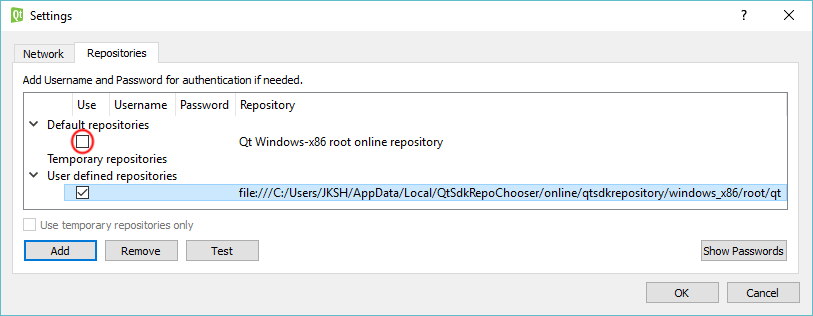 Qt Settings ?
Network Repositories
Add Username and Password for authentication if needed.
Use Username Password Repository
Default repositories
Qt Windows-x86 root online repository
Temporary repositories
User defined repositories
file:///C:/Users/JKSH/AppData/Local/QtSdkRepoChooser/online/qtsdkrepository/windows_x86/root/qt
Use temporary repositories only
Add Remove Test Show Passwords
OK Cancel